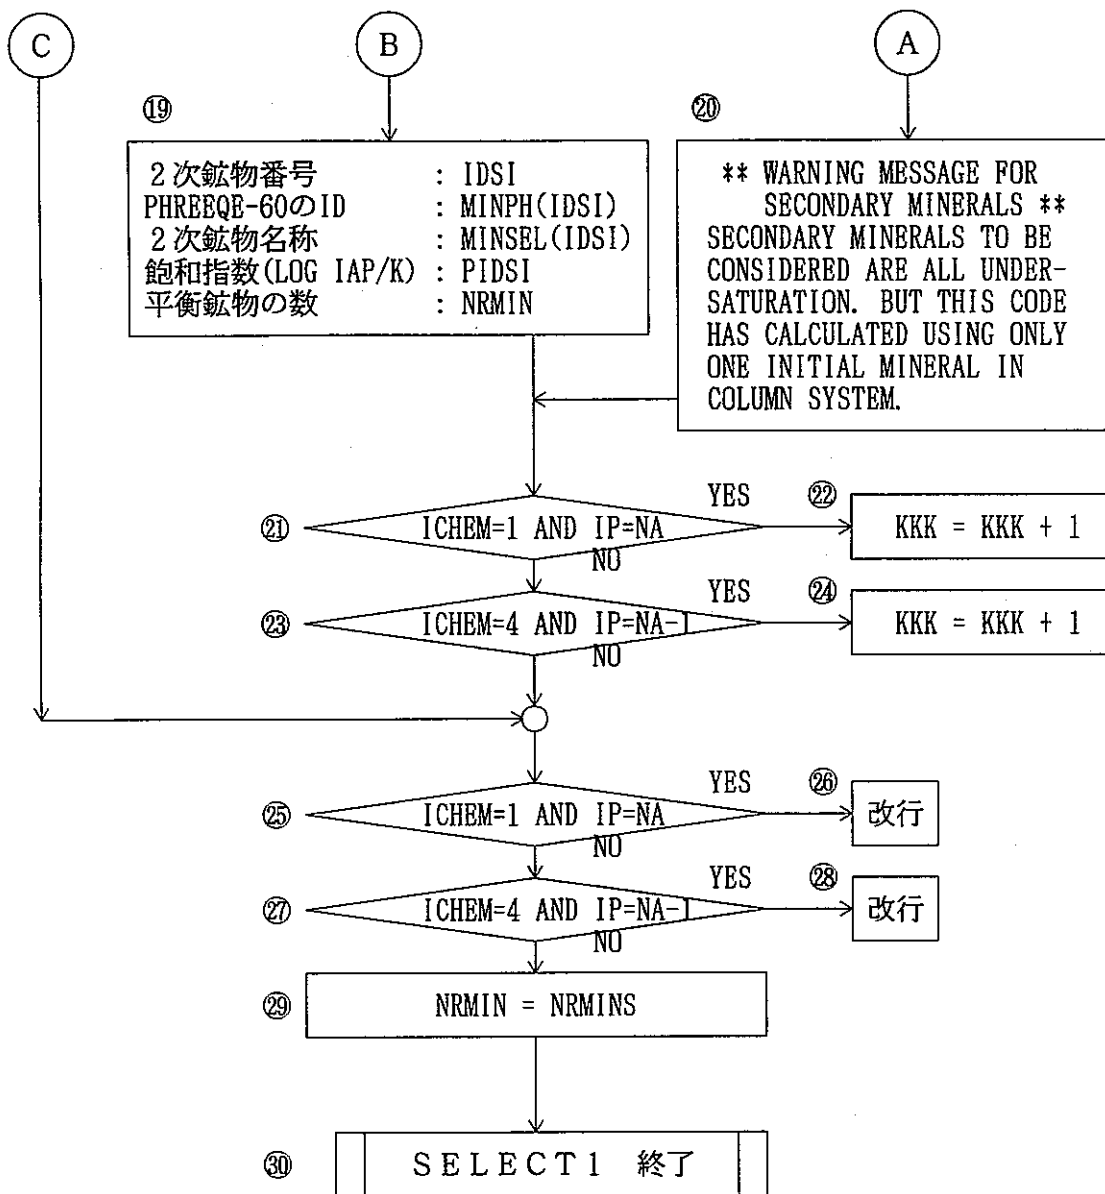 C
B
A
⑲
2次鉱物番号 : IDSI
PHREEQE-60のID : MINPH(IDSI)
2次鉱物名称 : MINSEL(IDSI)
飽和指数(LOG IAP/K) : PIDSI
平衡鉱物の数 : NRMIN
⑳
** WARNING MESSAGE FOR
SECONDARY MINERALS **
SECONDARY MINERALS TO BE
CONSIDERED ARE ALL UNDER-
SATURATION. BUT THIS CODE
HAS CALCULATED USING ONLY
ONE INITIAL MINERAL IN
COLUMN SYSTEM.
㉑
ICHEM=1 AND IP=NA
YES
NO
㉒
KKK = KKK + 1
㉓
ICHEM=4 AND IP=NA-1
YES
NO
㉔
KKK = KKK + 1
㉕
ICHEM=1 AND IP=NA
YES
NO
㉖
改行
㉗
ICHEM=4 AND IP=NA-1
YES
NO
㉘
改行
㉙
NRMIN = NRMINS
㉚
SELECT1 終了